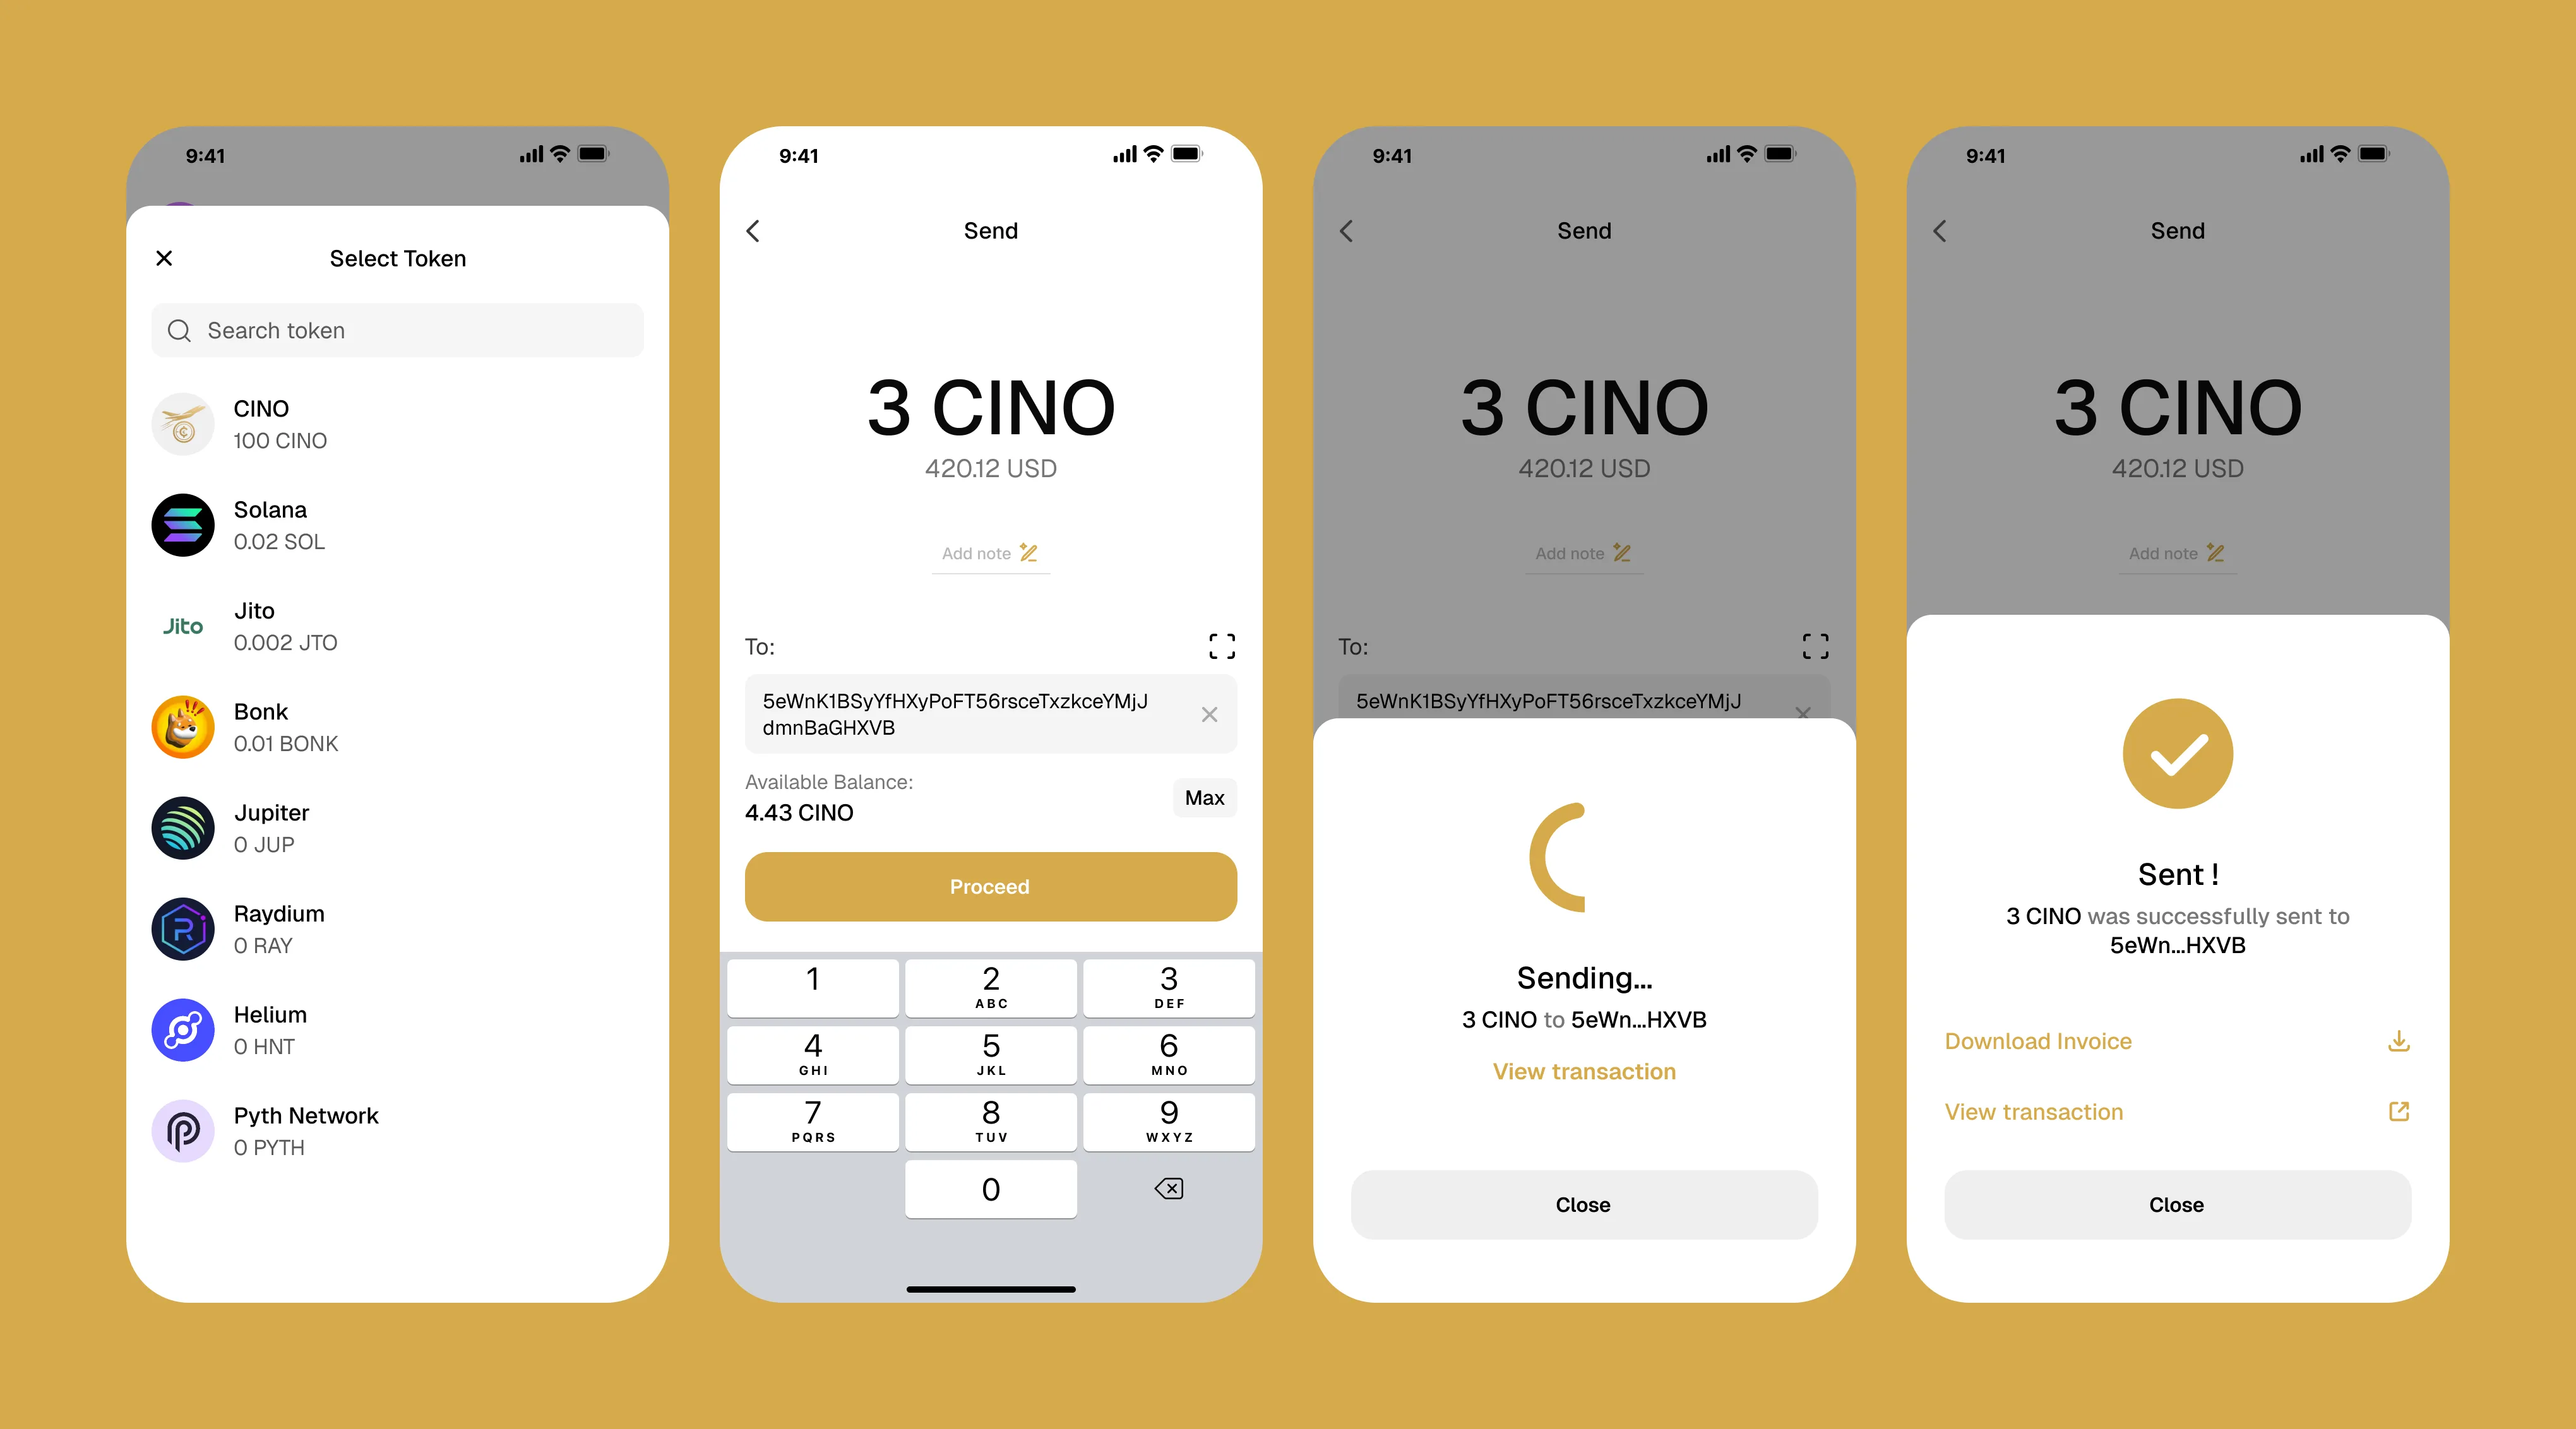 9:41
Select Token
Search token
CINO
100 CINO
Solana
0.02 SOL
Jito
Jito
0.002 JTO
Bonk
0.01 BONK
Jupiter
0 JUP
Raydium
0 RAY
Helium
0 HNT
Pyth Network
0 PYTH
9:41
Send
3 CINO
420.12 USD
Add note
To:
5eWnK1BSyYfHXyPoFT56rsceTxzkceYMjJ
dmnBaGHXVB
Available Balance:
4.43 CINO
Max
Proceed
1 2 3
ABC DEF
4 5 6
GHI JKL MNO
7 8 9
PQRS TUV WXYZ
0
9:41
Send
3 CINO
420.12 USD
Add note
To:
5eWnK1BSyYfHXyPoFT56rsceTxzkceYMjJ
Sending...
3 CINO to 5eWn...HXVB
View transaction
Close
9:41
Send
3 CINO
420.12 USD
Add note
Sent !
3 CINO was successfully sent to
5eWn...HXVB
Download Invoice
View transaction
Close